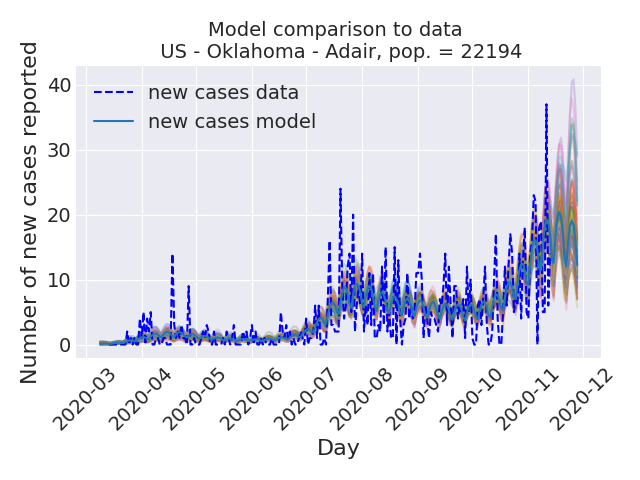 Model comparison to data
US - Oklahoma - Adair, pop. = 22194
Number of new cases reported
40
30
20
10
0
new cases data
new cases model
2020-03
2020-04
2020-05
2020-06
2020-07
2020-08
2020-09
2020-10
2020-11
2020-12
Day